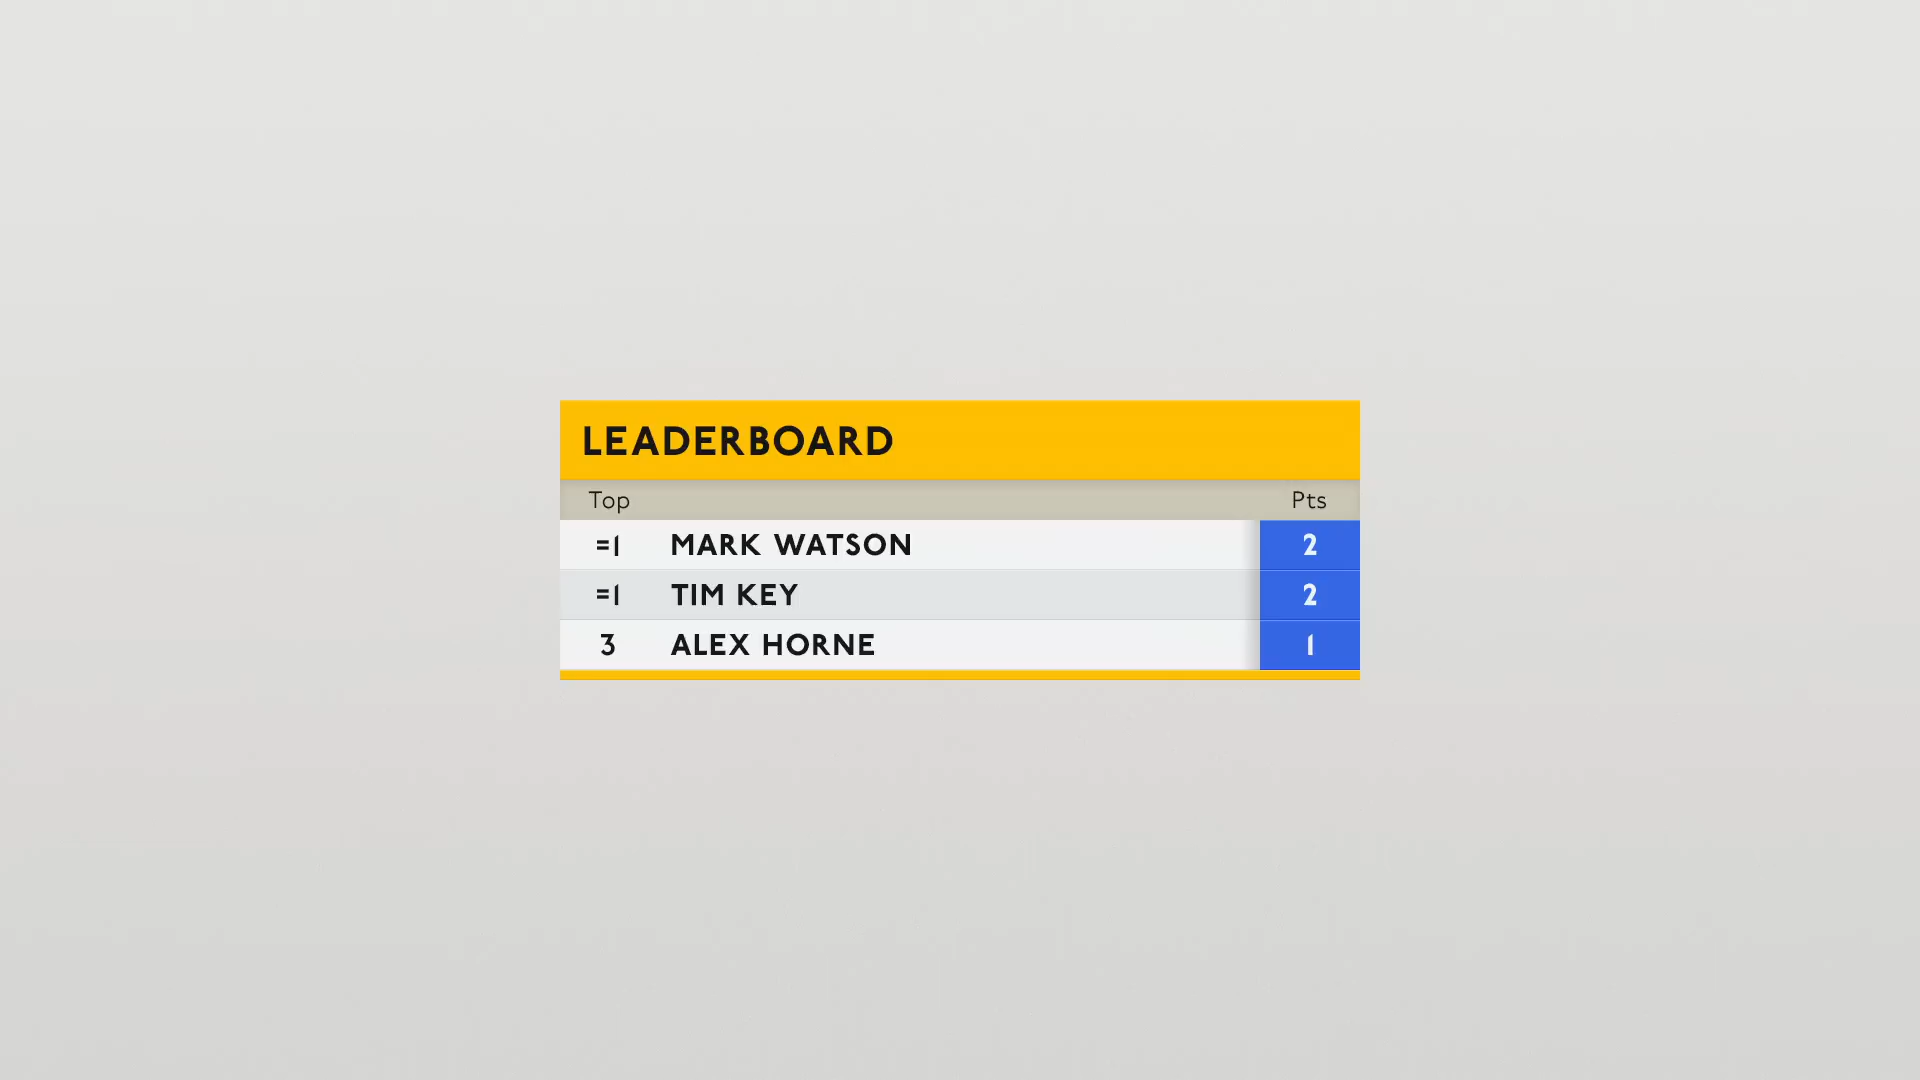 LEADERBOARD
Top Pts
=1 MARK WATSON 2
=1 TIM KEY 2
3 ALEX HORNE 1